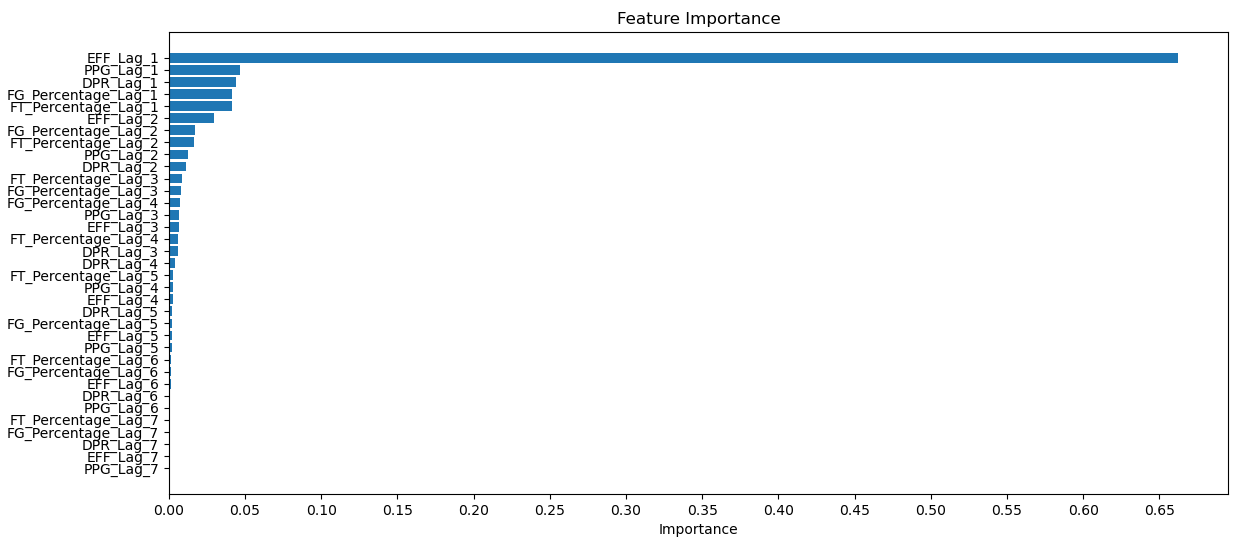 Feature Importance
EFF_Lag_1
PPG_Lag_1
DPR_Lag_1
FG_Percentage_Lag_1
FT_Percentage_Lag_1
EFF_Lag_2
FG_Percentage_Lag_2
FT_Percentage_Lag_2
PPG_Lag_2
DPR_Lag_2
FT_Percentage_Lag_3
FG_Percentage_Lag_3
FG_Percentage_Lag_4
PPG_Lag_3
EFF_Lag_3
FT_Percentage_Lag_4
DPR_Lag_3
DPR_Lag_4
FT_Percentage_Lag_5
PPG_Lag_4
EFF_Lag_4
DPR_Lag_5
FG_Percentage_Lag_5
EFF_Lag_5
PPG_Lag_5
FT_Percentage_Lag_6
FG_Percentage_Lag_6
EFF_Lag_6
DPR_Lag_6
PPG_Lag_6
FT_Percentage_Lag_7
FG_Percentage_Lag_7
DPR_Lag_7
EFF_Lag_7
PPG_Lag_7
0.00 0.05 0.10 0.15 0.20 0.25 0.30 0.35 0.40 0.45 0.50 0.55 0.60 0.65
Importance